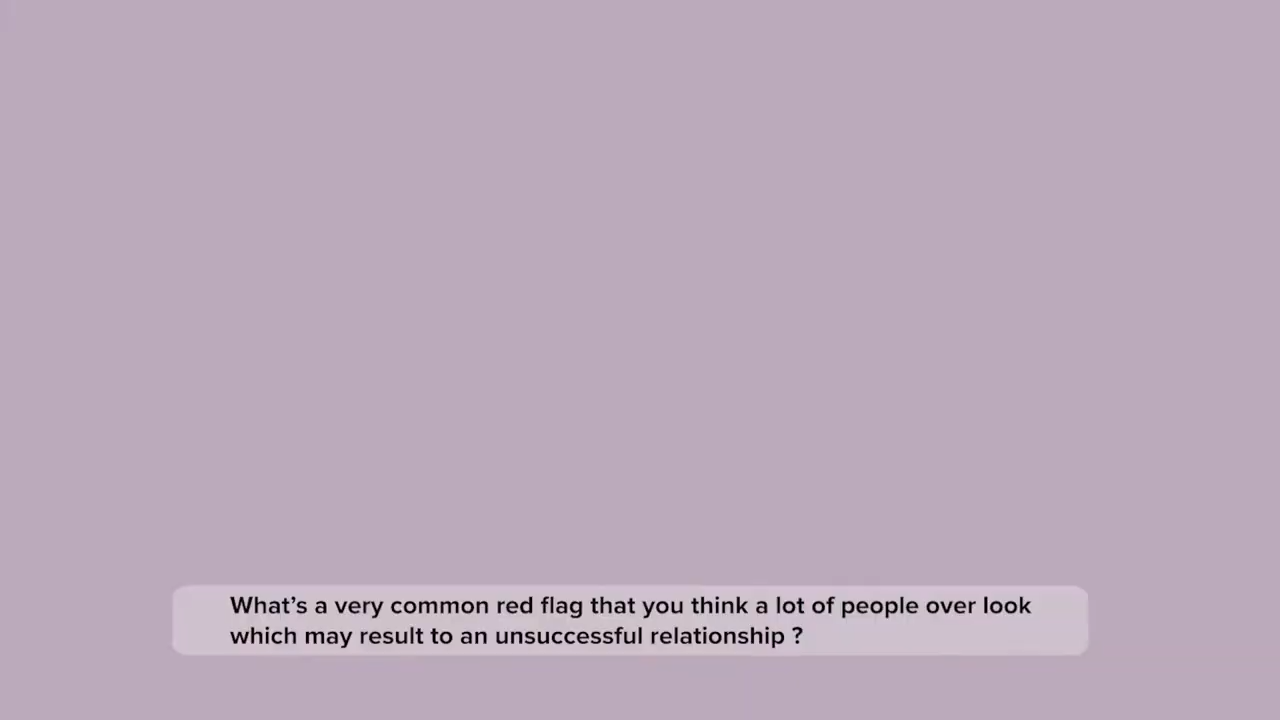 What’s a very common red flag that you think a lot of people over look
which may result to an unsuccessful relationship ?